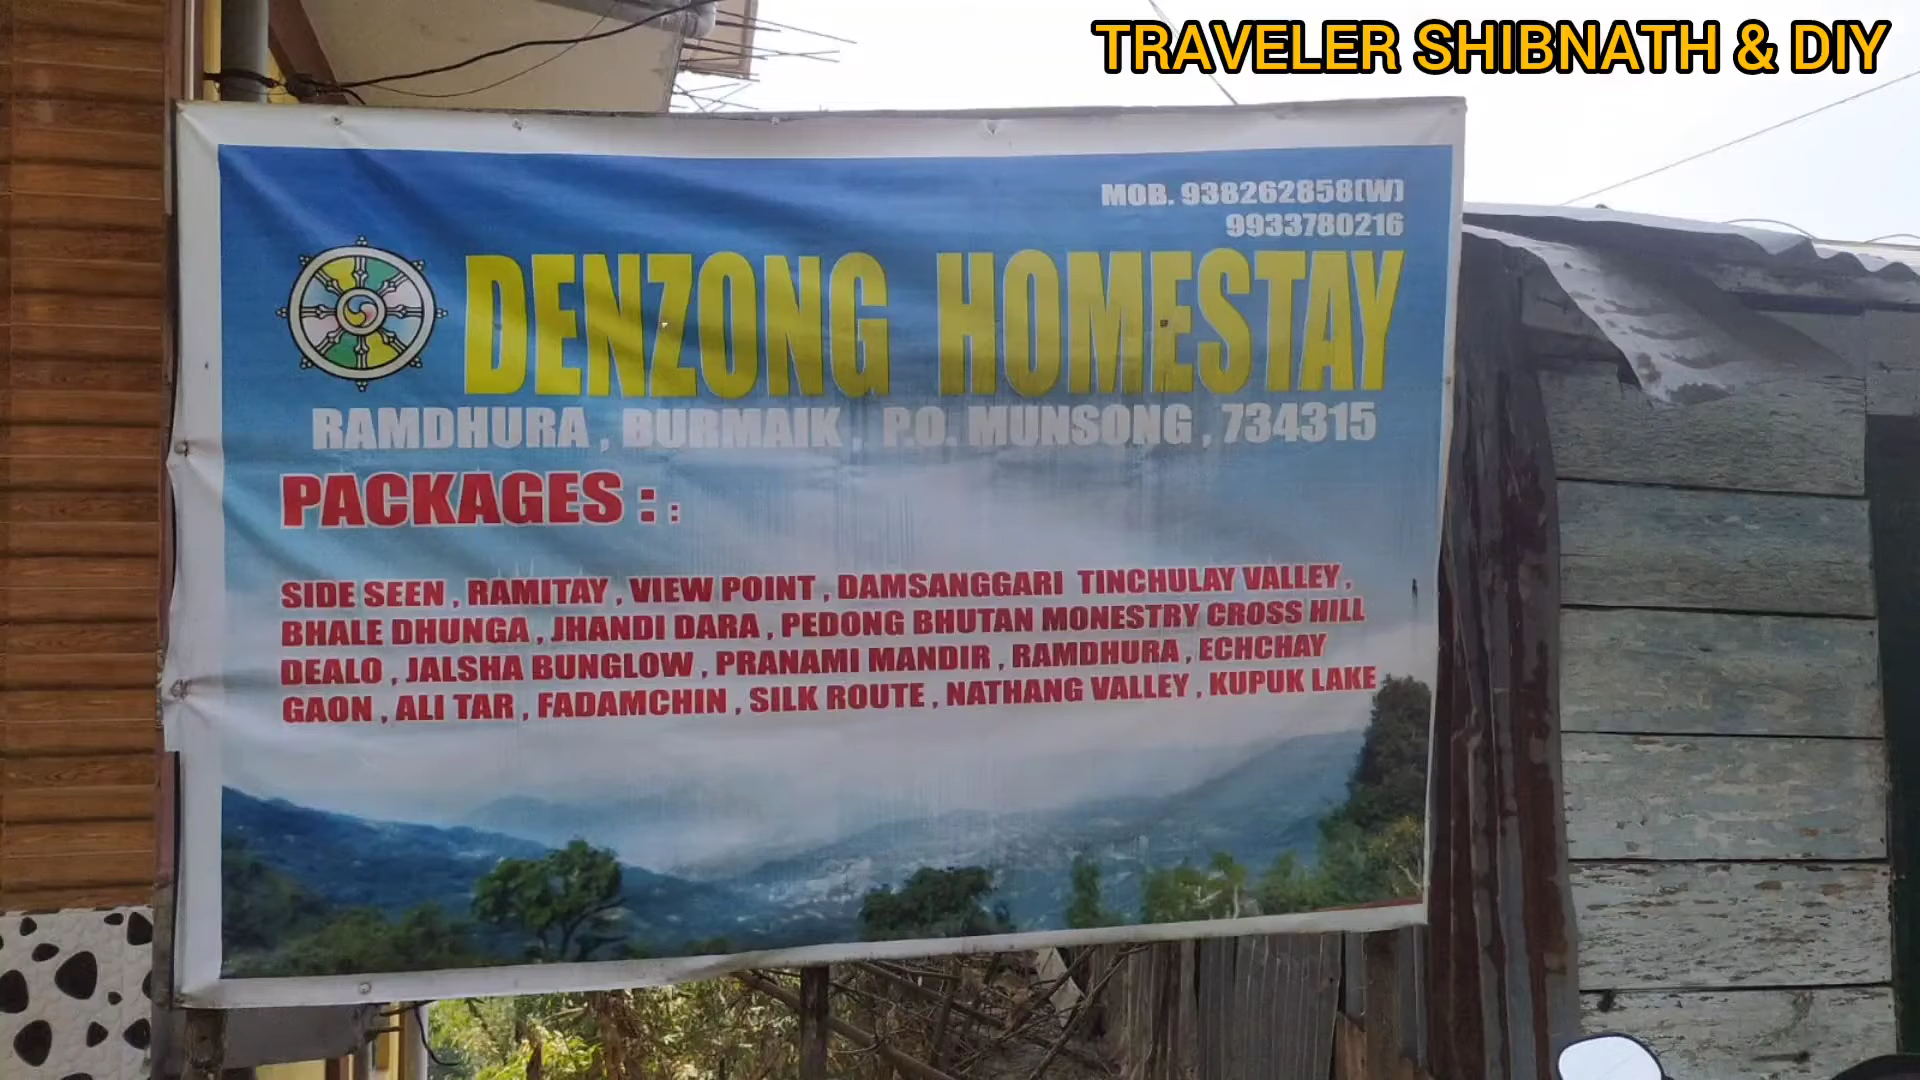 TRAVELER SHIBNATH & DIY
MOB. 938262858(W)
9933780216
DENZONG HOMESTAY
RAMDHURA , BURMAIK , P.O. MUNSONG , 734315
PACKAGES : :
SIDE SEEN , RAMITAY , VIEW POINT , DAMSANGGARI TINCHULAY VALLEY ,
BHALE DHUNGA , JHANDI DARA , PEDONG BHUTAN MONESTRY CROSS HILL
DEALO , JALSHA BUNGLOW , PRANAMI MANDIR , RAMDHURA , ECHCHAY
GAON , ALI TAR , FADAMCHIN , SILK ROUTE , NATHANG VALLEY , KUPUK LAKE